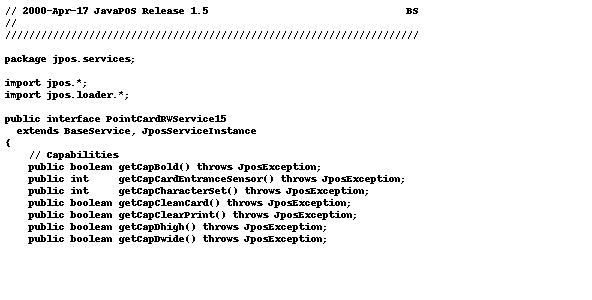 // 2000-Apr-17 JavaPOS Release 1.5                                 BS
//
/////////////////////////////////////////////////////////////////////

package jpos.services;

import jpos.*;
import jpos.loader.*;

public interface PointCardRWService15
  extends BaseService, JposServiceInstance
{
    // Capabilities
    public boolean getCapBold() throws JposException;
    public int     getCapCardEntranceSensor() throws JposException;
    public int     getCapCharacterSet() throws JposException;
    public boolean getCapCleanCard() throws JposException;
    public boolean getCapClearPrint() throws JposException;
    public boolean getCapDhigh() throws JposException;
    public boolean getCapDwide() throws JposException;